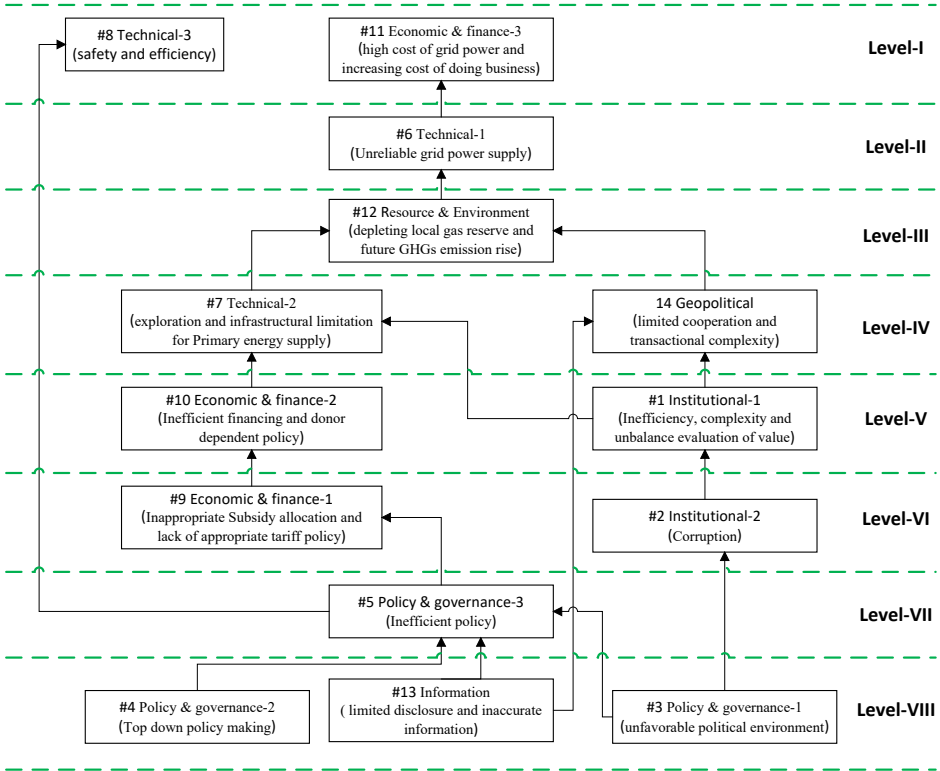 #8 Technical-3
(safety and efficiency)
#11 Economic & finance-3
(high cost of grid power and
increasing cost of doing business)
Level-I
#6 Technical-1
(Unreliable grid power supply)
Level-II
#12 Resource & Environment
(depleting local gas reserve and
future GHGs emission rise)
Level-III
#7 Technical-2
(exploration and infrastructural limitation
for Primary energy supply)
14 Geopolitical
(limited cooperation and
transactional complexity)
Level-IV
#10 Economic & finance-2
(Inefficient financing and donor
dependent policy)
#1 Institutional-1
(Inefficiency, complexity and
unbalance evaluation of value)
Level-V
#9 Economic & finance-1
(Inappropriate Subsidy allocation and
lack of appropriate tariff policy)
#2 Institutional-2
(Corruption)
Level-VI
#5 Policy & governance-3
(Inefficient policy)
Level-VII
#4 Policy & governance-2
(Top down policy making)
#13 Information
( limited disclosure and inaccurate
information)
#3 Policy & governance-1
(unfavorable political environment)
Level-VIII